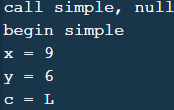 call simple, null
begin simple
x = 9
y = 6
c = L